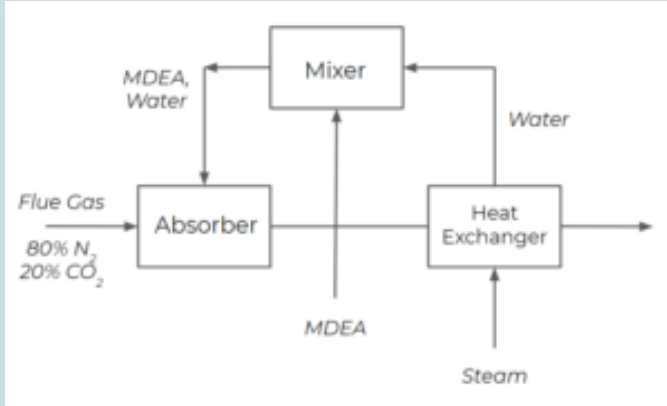 Mixer
MDEA,
Water
Water
Flue Gas
Absorber
Heat
Exchanger
80% N₂
20% CO₂
MDEA
Steam